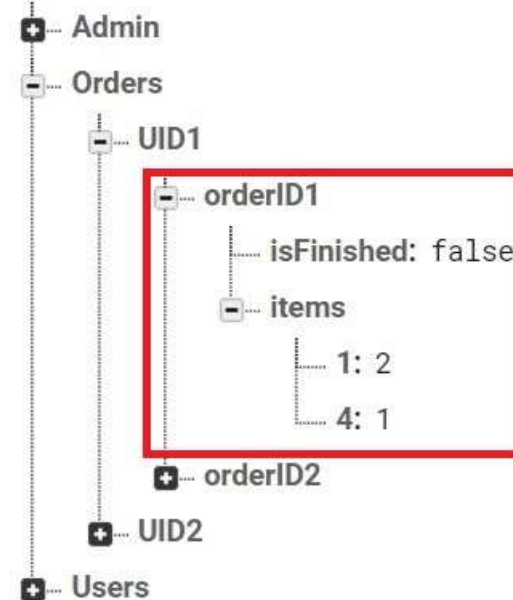 Admin
Orders
UID1
orderID1
isFinished: false
items
1: 2
4: 1
orderID2
UID2
Users